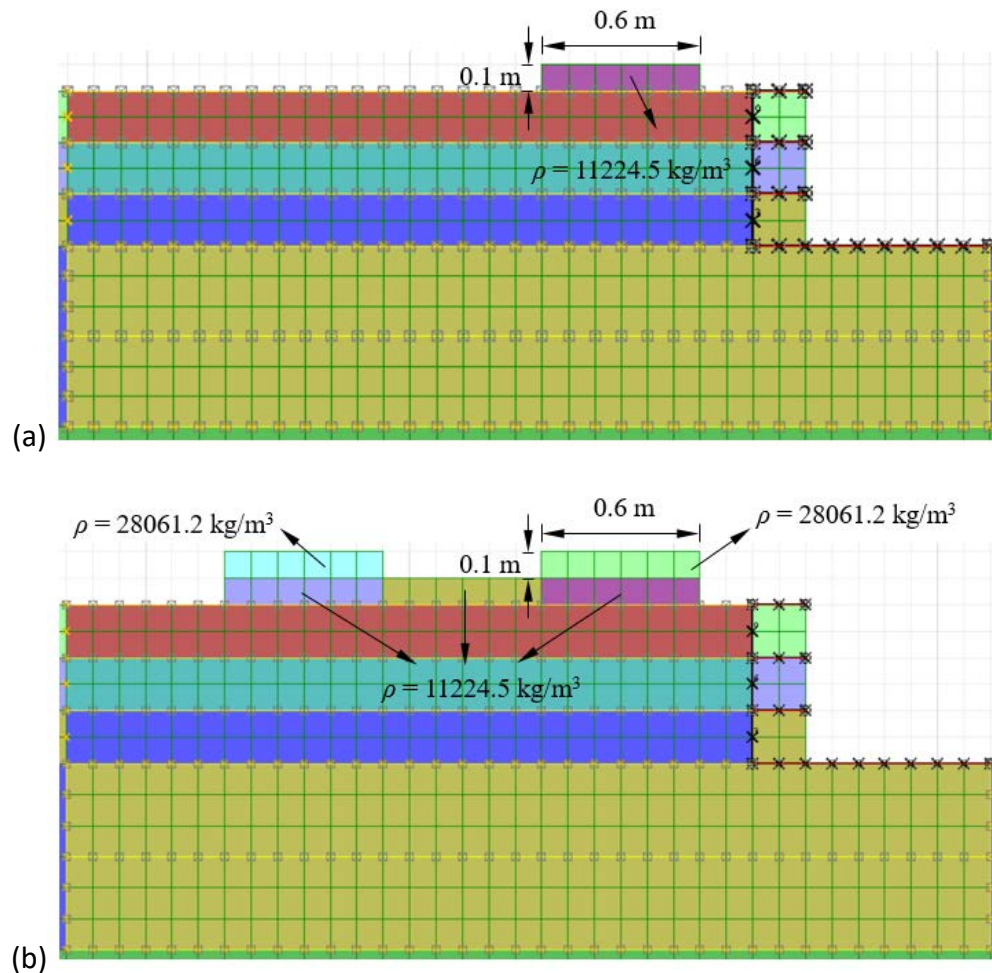 0.6 m
0.1 m
ρ = 11224.5 kg/m³
(a)
ρ = 28061.2 kg/m³
0.6 m
ρ = 28061.2 kg/m³
0.1 m
ρ = 11224.5 kg/m³
(b)